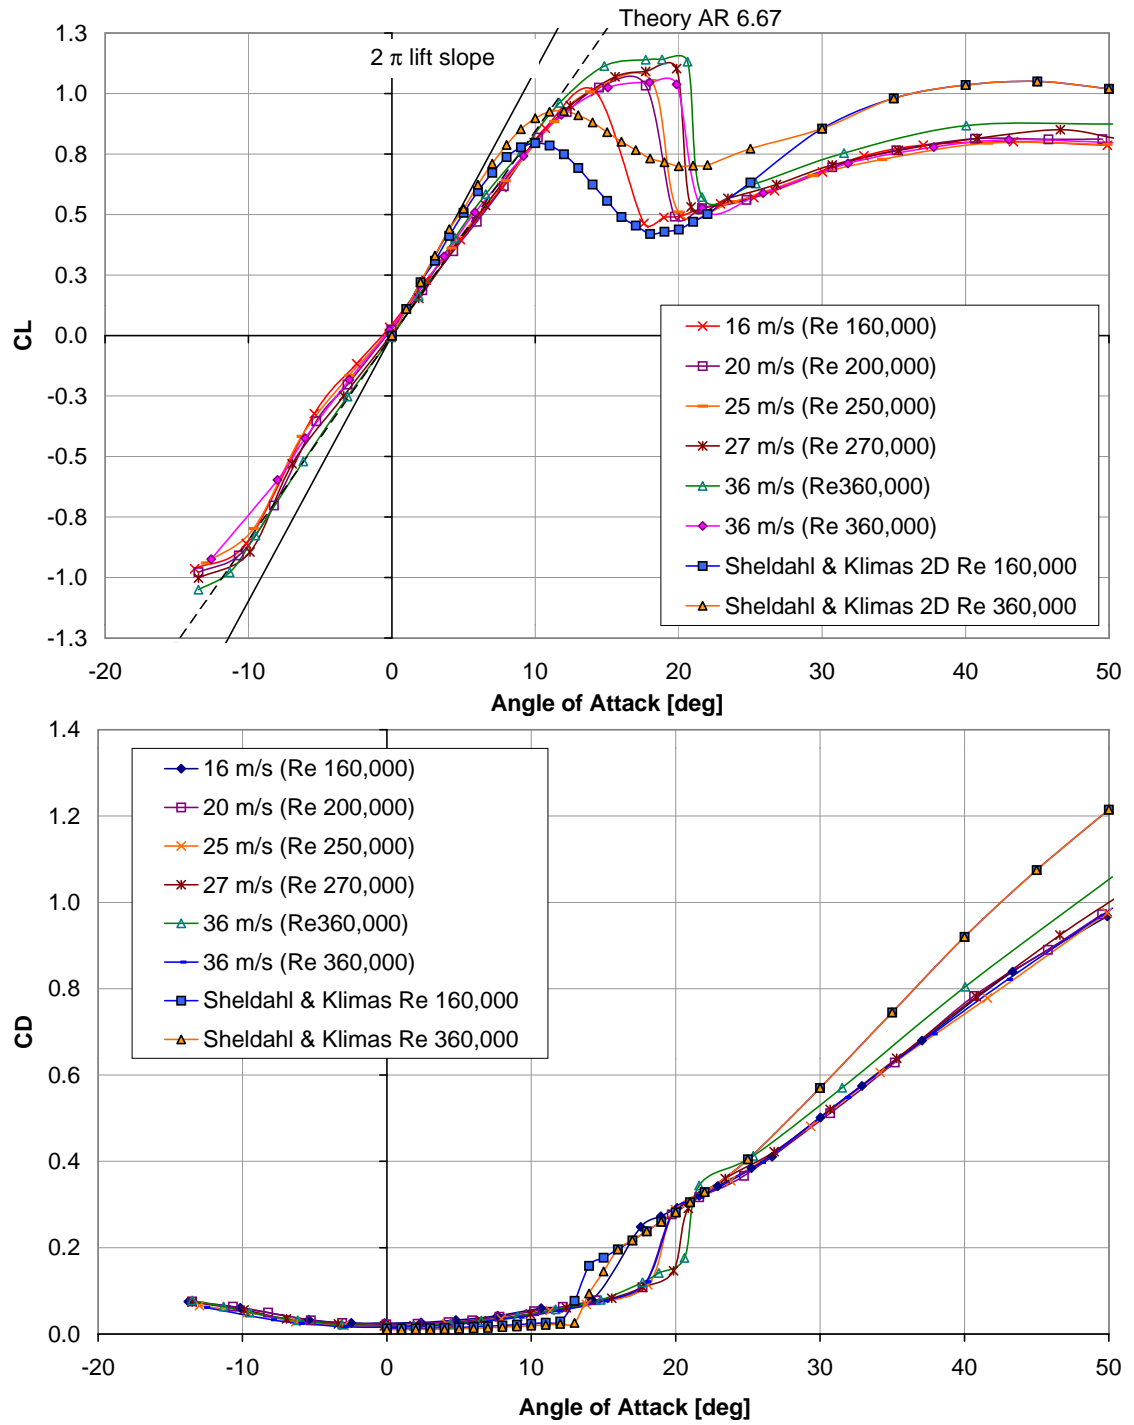 Theory AR 6.67
2 π lift slope
1.3
1.0
0.8
0.5
0.3
0.0
-0.3
-0.5
-0.8
-1.0
-1.3
CL
16 m/s (Re 160,000)
20 m/s (Re 200,000)
25 m/s (Re 250,000)
27 m/s (Re 270,000)
36 m/s (Re360,000)
36 m/s (Re 360,000)
Sheldahl & Klimas 2D Re 160,000
Sheldahl & Klimas 2D Re 360,000
-20 -10 0 10 20 30 40 50
Angle of Attack [deg]
1.4
1.2
1.0
0.8
0.6
0.4
0.2
0.0
CD
16 m/s (Re 160,000)
20 m/s (Re 200,000)
25 m/s (Re 250,000)
27 m/s (Re 270,000)
36 m/s (Re360,000)
36 m/s (Re 360,000)
Sheldahl & Klimas Re 160,000
Sheldahl & Klimas Re 360,000
-20 -10 0 10 20 30 40 50
Angle of Attack [deg]